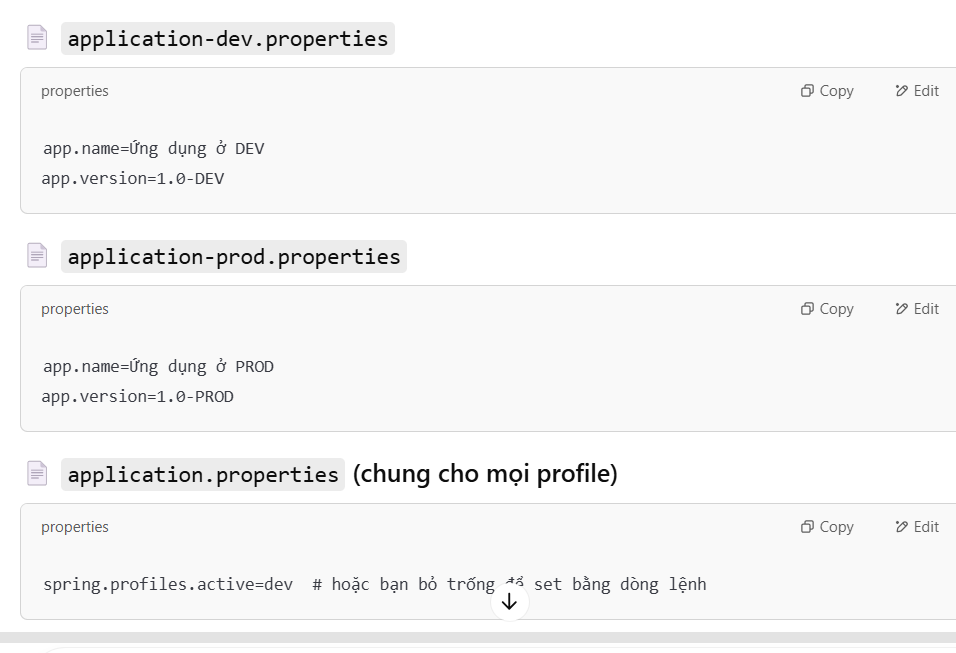 application-dev.properties
properties
Copy
Edit
app.name=Ứng dụng ở DEV
app.version=1.0-DEV
application-prod.properties
properties
Copy
Edit
app.name=Ứng dụng ở PROD
app.version=1.0-PROD
application.properties (chung cho mọi profile)
properties
Copy
Edit
spring.profiles.active=dev # hoặc bạn bỏ trống để set bằng dòng lệnh